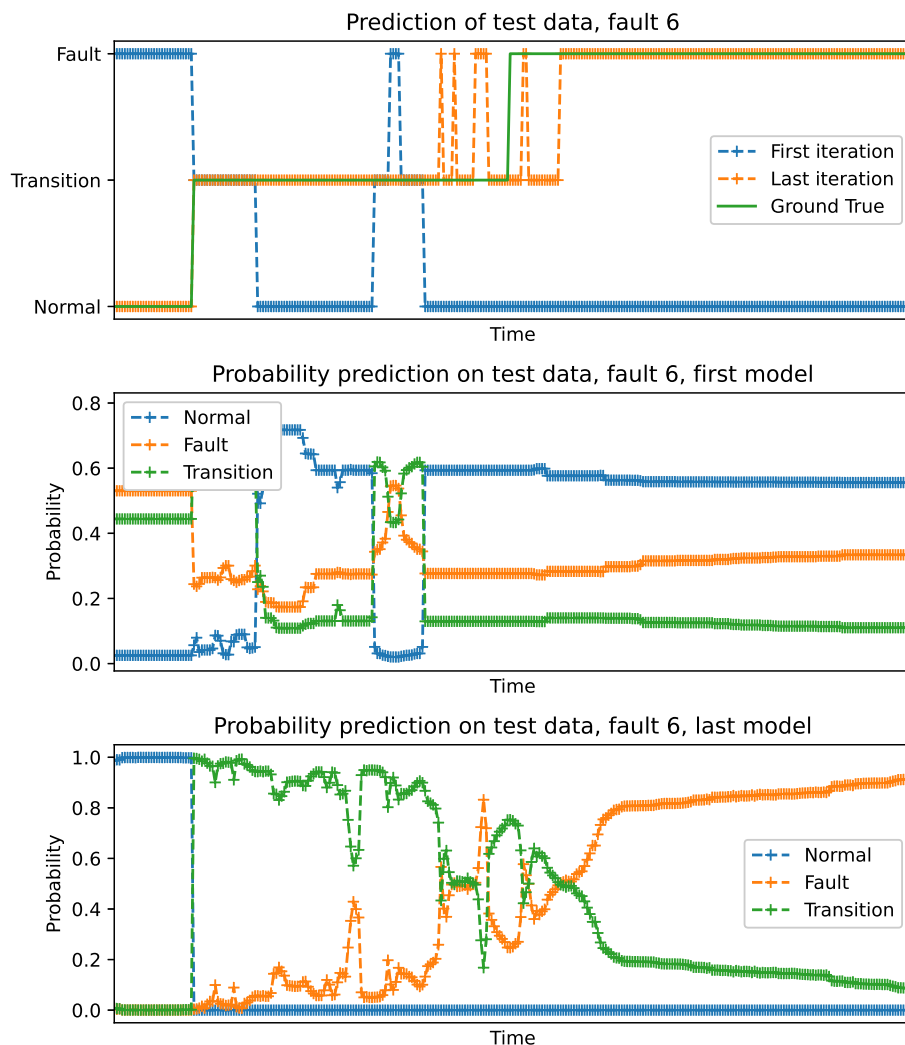 Prediction of test data, fault 6
Fault
Transition
Normal
First iteration
Last iteration
Ground True
Time
Probability prediction on test data, fault 6, first model
0.8
0.6
0.4
0.2
0.0
Probability
Normal
Fault
Transition
Time
Probability prediction on test data, fault 6, last model
1.0
0.8
0.6
0.4
0.2
0.0
Probability
Normal
Fault
Transition
Time